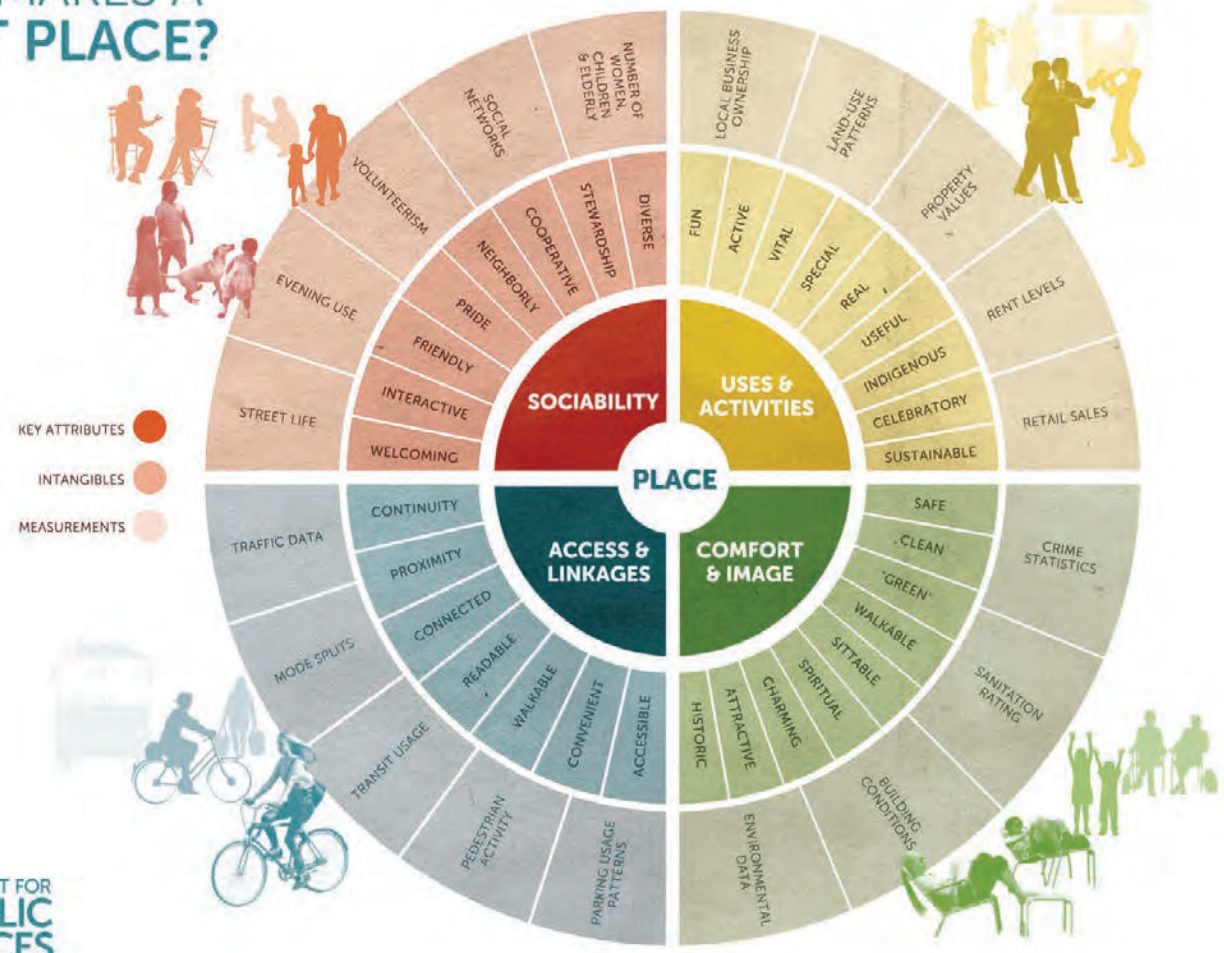 MAKES A
T PLACE?
KEY ATTRIBUTES
INTANGIBLES
MEASUREMENTS
PLACE
SOCIABILITY
USES &
ACTIVITIES
ACCESS &
LINKAGES
COMFORT
& IMAGE
WELCOMING
INTERACTIVE
FRIENDLY
PRIDE
NEIGHBORLY
COOPERATIVE
STEWARDSHIP
DIVERSE
STREET LIFE
EVENING USE
VOLUNTEERISM
SOCIAL
NETWORKS
NUMBER OF
WOMEN,
CHILDREN
& ELDERLY
FUN
ACTIVE
VITAL
SPECIAL
REAL
USEFUL
INDIGENOUS
CELEBRATORY
SUSTAINABLE
LOCAL BUSINESS
OWNERSHIP
LAND-USE
PATTERNS
PROPERTY
VALUES
RENT LEVELS
RETAIL SALES
SAFE
CLEAN
"GREEN"
WALKABLE
SITTABLE
SPIRITUAL
CHARMING
ATTRACTIVE
HISTORIC
CRIME
STATISTICS
SANITATION
RATING
BUILDING
CONDITIONS
ENVIRONMENTAL
DATA
CONTINUITY
PROXIMITY
CONNECTED
READABLE
WALKABLE
CONVENIENT
ACCESSIBLE
TRAFFIC DATA
MODE SPLITS
TRANSIT USAGE
PEDESTRIAN
ACTIVITY
PARKING USAGE
PATTERNS
T FOR
LIC
CES